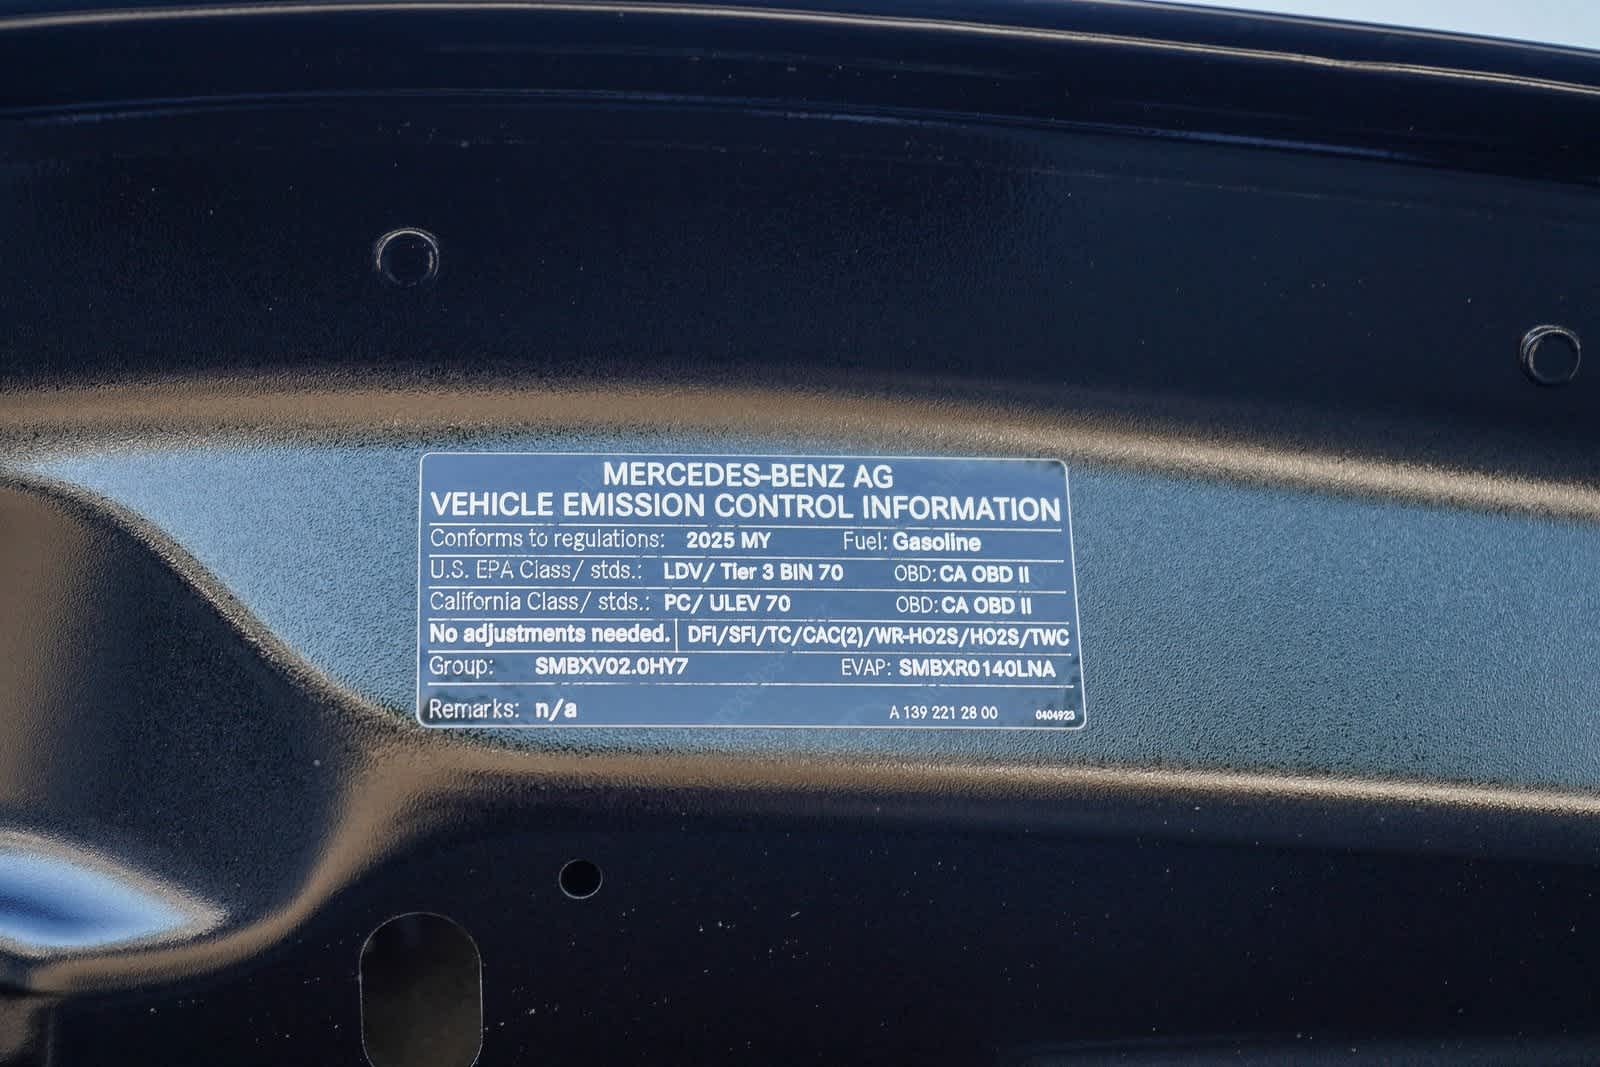 MERCEDES-BENZ AG
VEHICLE EMISSION CONTROL INFORMATION
Conforms to regulations: 2025 MY Fuel: Gasoline
U.S. EPA Class/ stds.: LDV/ Tier 3 BIN 70 OBD: CA OBD II
California Class/ stds.: PC/ ULEV 70 OBD: CA OBD II
No adjustments needed. DFI/SFI/TC/CAC(2)/WR-HO2S/HO2S/TWC
Group: SMBXV02.0HY7 EVAP: SMBXR0140LNA
Remarks: n/a A 139 221 28 00 0404923